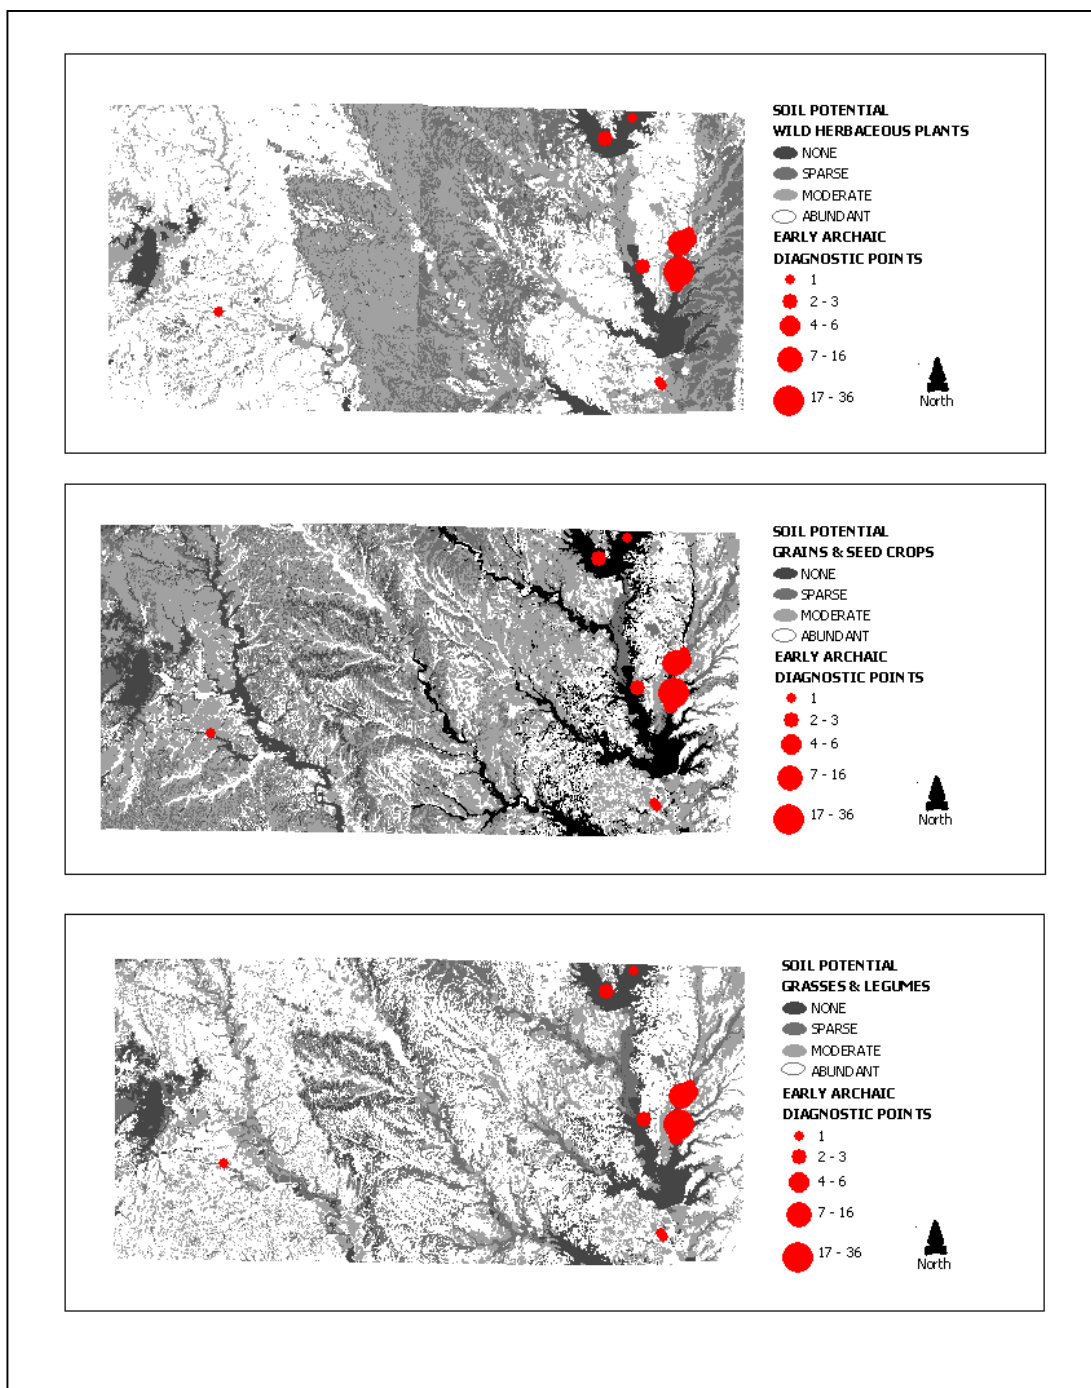 SOIL POTENTIAL
WILD HERBACEOUS PLANTS
NONE
SPARSE
MODERATE
ABUNDANT
EARLY ARCHAIC
DIAGNOSTIC POINTS
1
2 - 3
4 - 6
7 - 16
17 - 36
North
SOIL POTENTIAL
GRAINS & SEED CROPS
NONE
SPARSE
MODERATE
ABUNDANT
EARLY ARCHAIC
DIAGNOSTIC POINTS
1
2 - 3
4 - 6
7 - 16
17 - 36
North
SOIL POTENTIAL
GRASSES & LEGUMES
NONE
SPARSE
MODERATE
ABUNDANT
EARLY ARCHAIC
DIAGNOSTIC POINTS
1
2 - 3
4 - 6
7 - 16
17 - 36
North